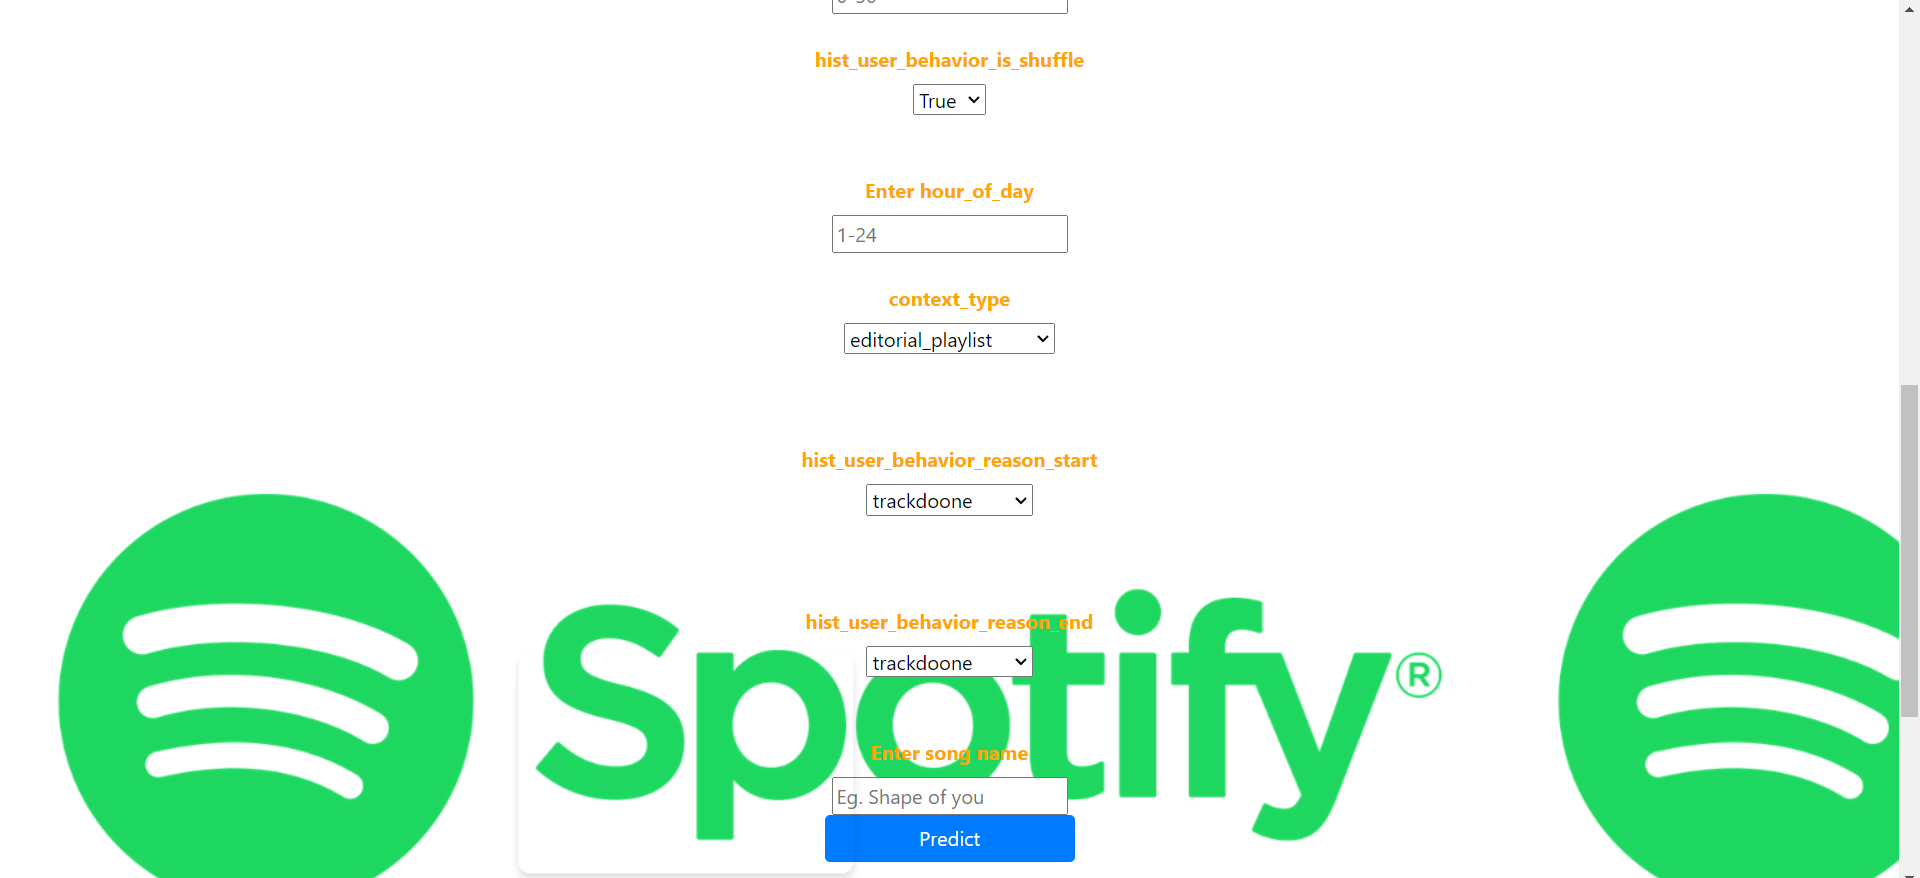 hist_user_behavior_is_shuffle
True
Enter hour_of_day
1-24
context_type
editorial_playlist
hist_user_behavior_reason_start
trackdoone
hist_user_behavior_reason_end
trackdoone
Spotify®
Enter song name
Eg. Shape of you
Predict